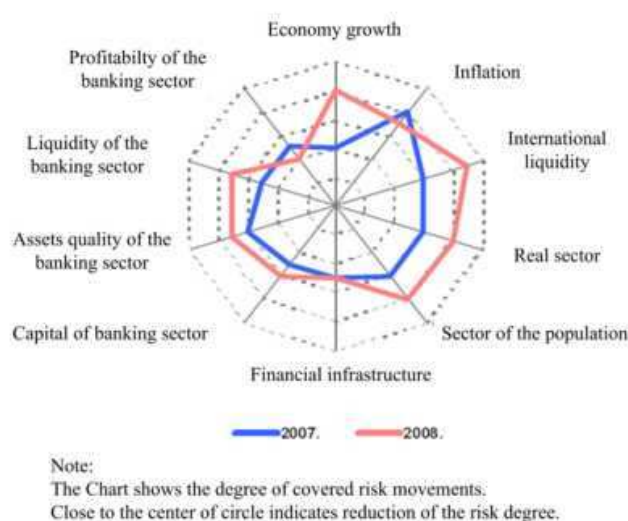 Economy growth
Profitabilty of the
banking sector
Inflation
Liquidity of the
banking sector
International
liquidity
Assets quality of the
banking sector
Real sector
Capital of banking sector
Sector of the population
Financial infrastructure
2007.
2008.
Note:
The Chart shows the degree of covered risk movements.
Close to the center of circle indicates reduction of the risk degree.